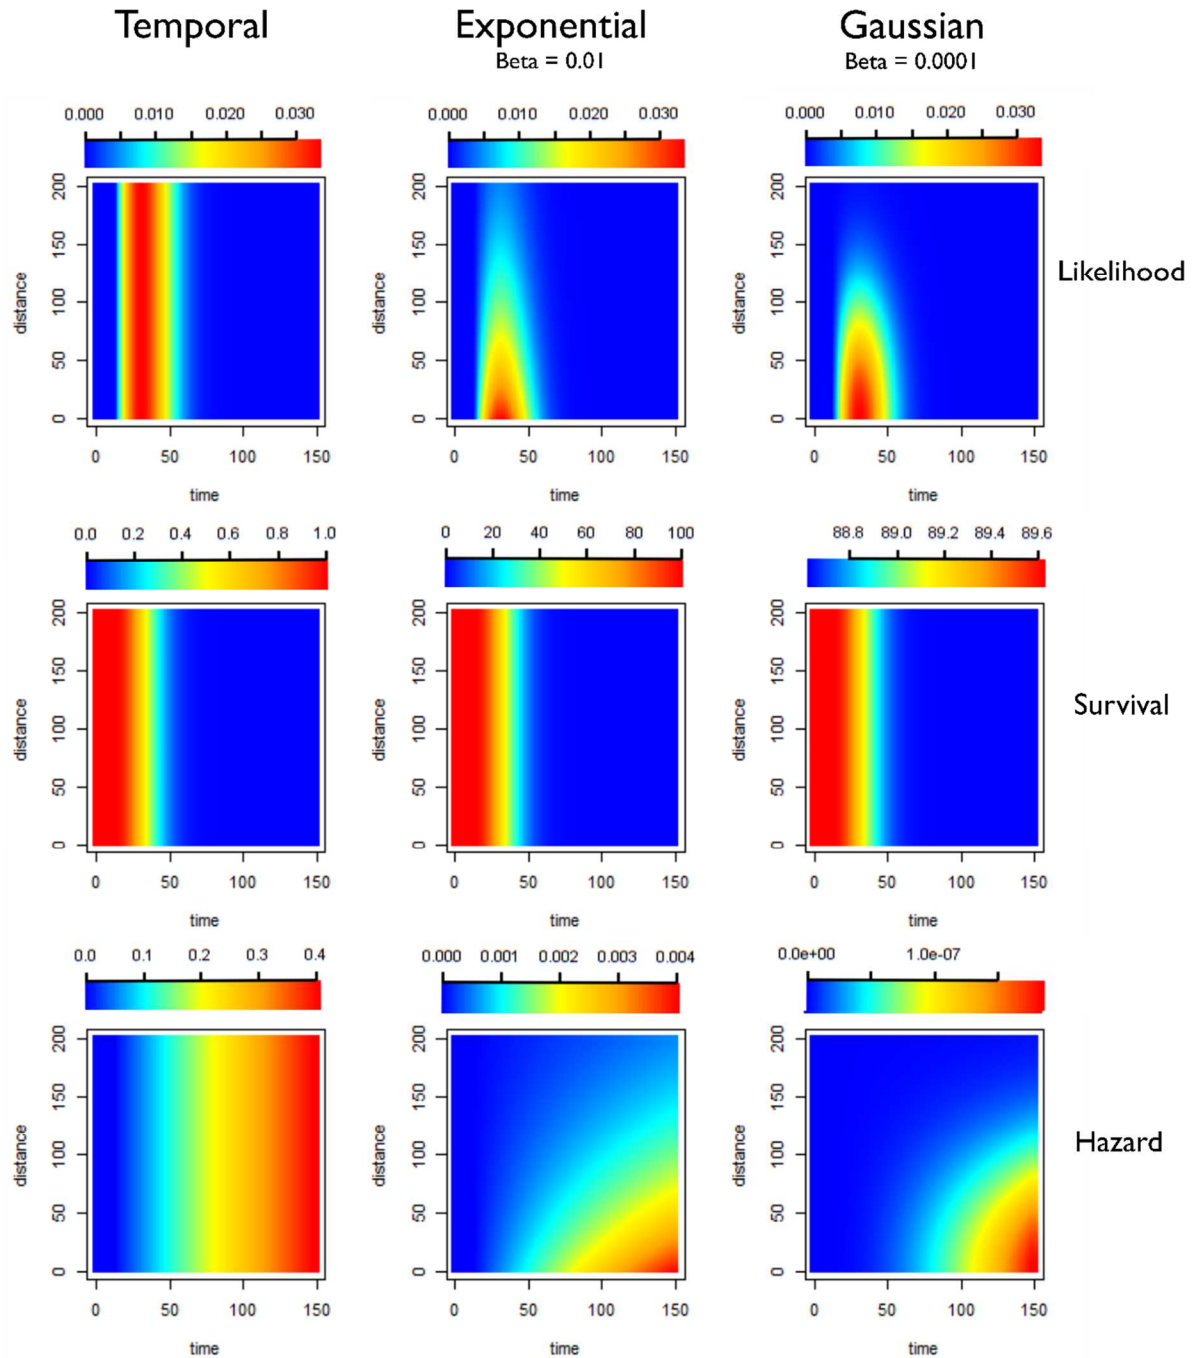 Temporal Exponential Gaussian
Beta = 0.01 Beta = 0.0001
0.000 0.010 0.020 0.030 0.000 0.010 0.020 0.030 0.000 0.010 0.020 0.030
distance 0 50 100 150 200 distance 0 50 100 150 200 distance 0 50 100 150 200 Likelihood
0 50 100 150 0 50 100 150 0 50 100 150
time time time
0.0 0.2 0.4 0.6 0.8 1.0 0 20 40 60 80 100 88.8 89.0 89.2 89.4 89.6
distance 0 50 100 150 200 distance 0 50 100 150 200 distance 0 50 100 150 200 Survival
0 50 100 150 0 50 100 150 0 50 100 150
time time time
0.0 0.1 0.2 0.3 0.4 0.000 0.001 0.002 0.003 0.004 0.0e+00 1.0e-07
distance 0 50 100 150 200 distance 0 50 100 150 200 distance 0 50 100 150 200 Hazard
0 50 100 150 0 50 100 150 0 50 100 150
time time time